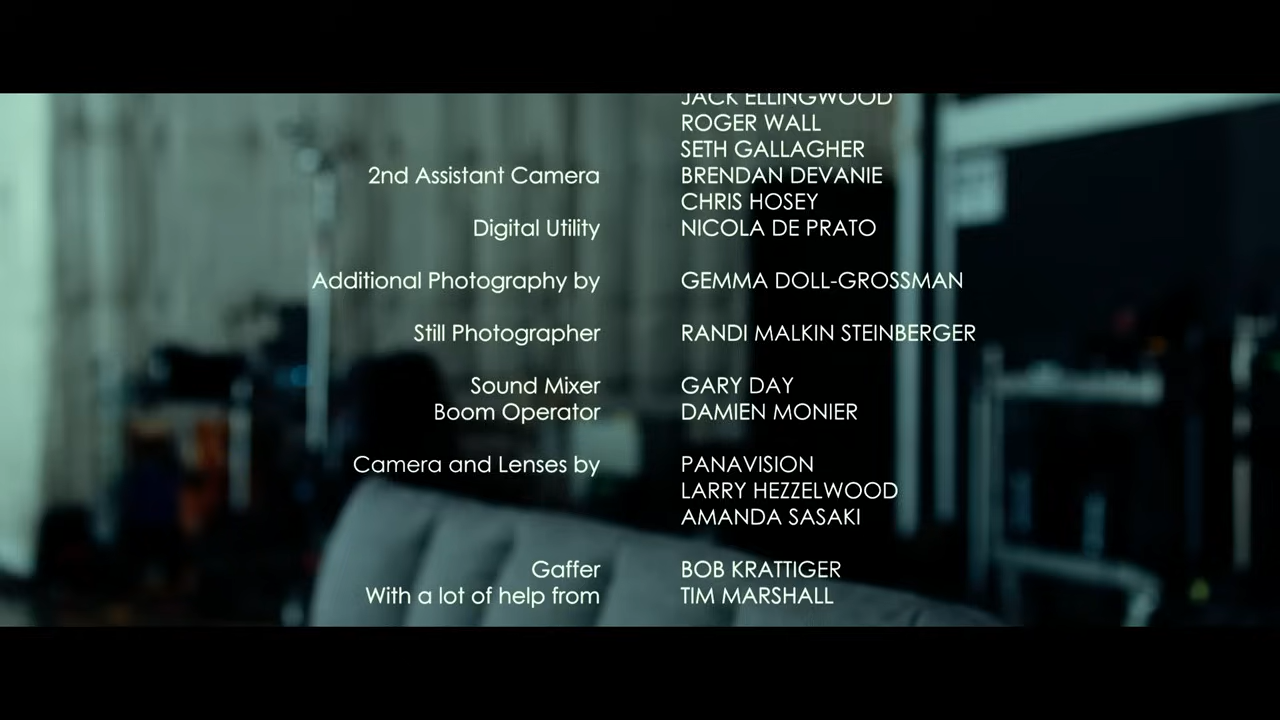 JACK ELLINGWOOD
ROGER WALL
SETH GALLAGHER
2nd Assistant Camera BRENDAN DEVANIE
CHRIS HOSEY
Digital Utility NICOLA DE PRATO
Additional Photography by GEMMA DOLL-GROSSMAN
Still Photographer RANDI MALKIN STEINBERGER
Sound Mixer GARY DAY
Boom Operator DAMIEN MONIER
Camera and Lenses by PANAVISION
LARRY HEZZELWOOD
AMANDA SASAKI
Gaffer BOB KRATTIGER
With a lot of help from TIM MARSHALL